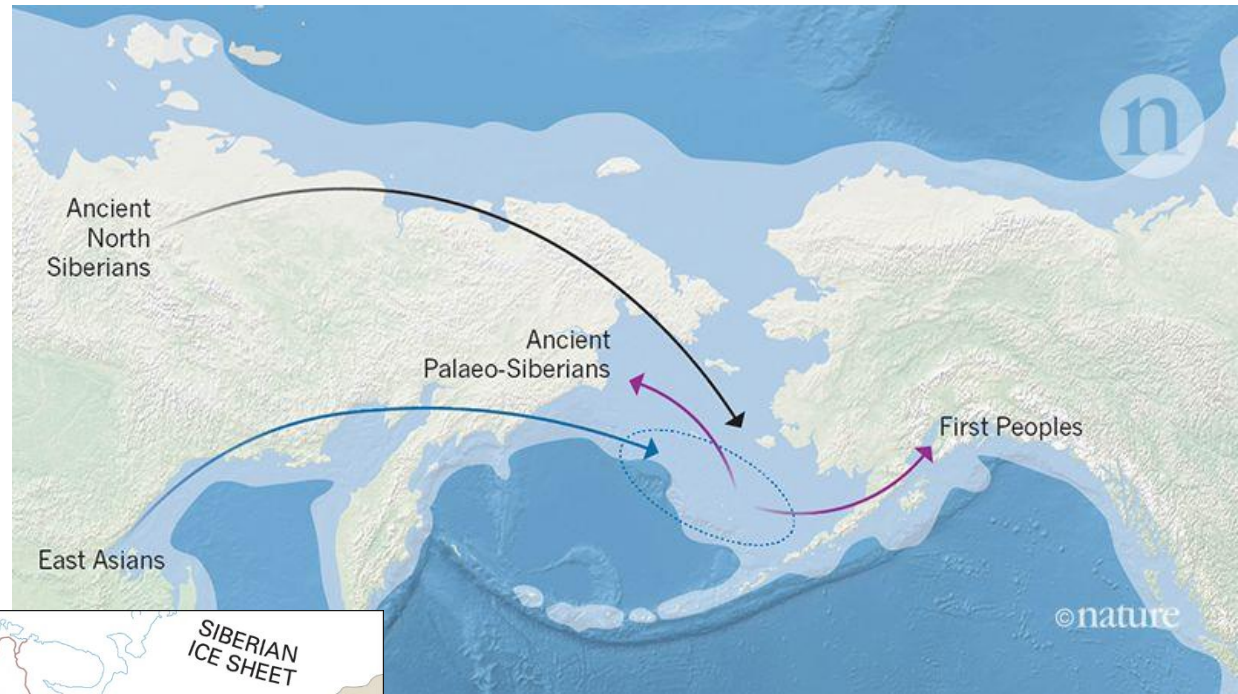 n
Ancient
North
Siberians
Ancient
Palaeo-Siberians
First Peoples
East Asians
©nature
SIBERIAN
ICE SHEET